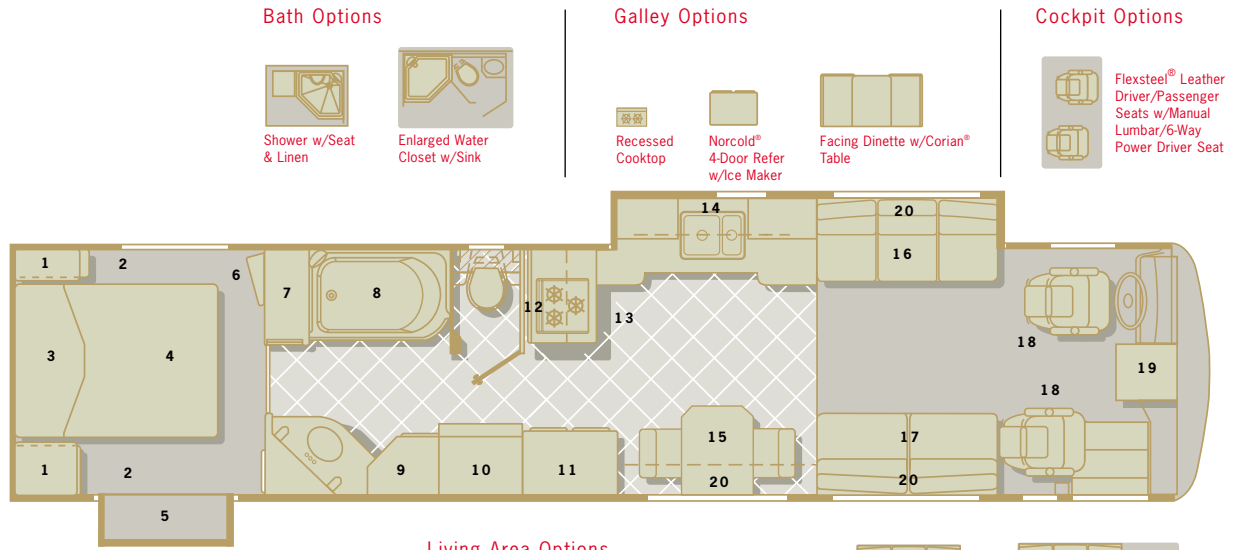 Bath Options
Galley Options
Cockpit Options
Shower w/Seat
& Linen
Enlarged Water
Closet w/Sink
Recessed
Cooktop
Norcold®
4-Door Refer
w/Ice Maker
Facing Dinette w/Corian®
Table
Flexsteel® Leather
Driver/Passenger
Seats w/Manual
Lumbar/6-Way
Power Driver Seat
14
20
1
2
6
7
8
16
12
13
18
3
4
19
18
15
17
1
2
9
10
11
20
20
5
Living Area Options